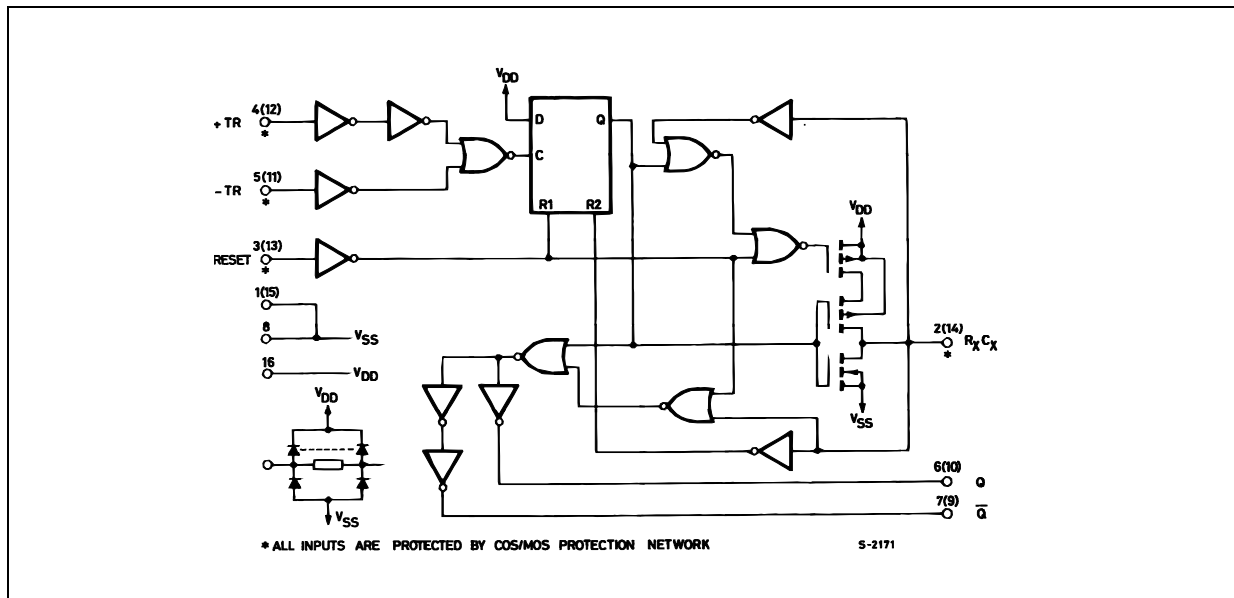 VDD
4(12)
+ TR
*
D
Q
C
5(11)
- TR
*
R1
R2
VDD
3(13)
RESET
*
1(15)
8
VSS
2(14)
RXCX
*
16
VDD
VDD
VSS
6(10)
Q
7(9)
Q̅
VSS
* ALL INPUTS ARE PROTECTED BY COS/MOS PROTECTION NETWORK
S-2171